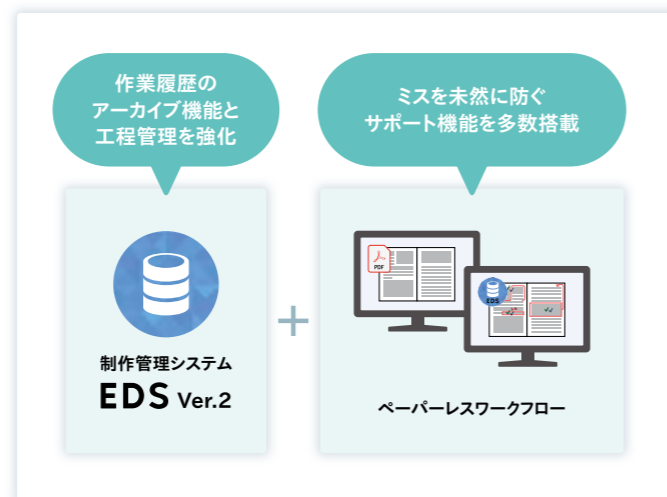 作業履歴の
アーカイブ機能と
工程管理を強化
ミスを未然に防ぐ
サポート機能を多数搭載
制作管理システム
EDS Ver.2
+
PDF
EDS
ペーパーレスワークフロー